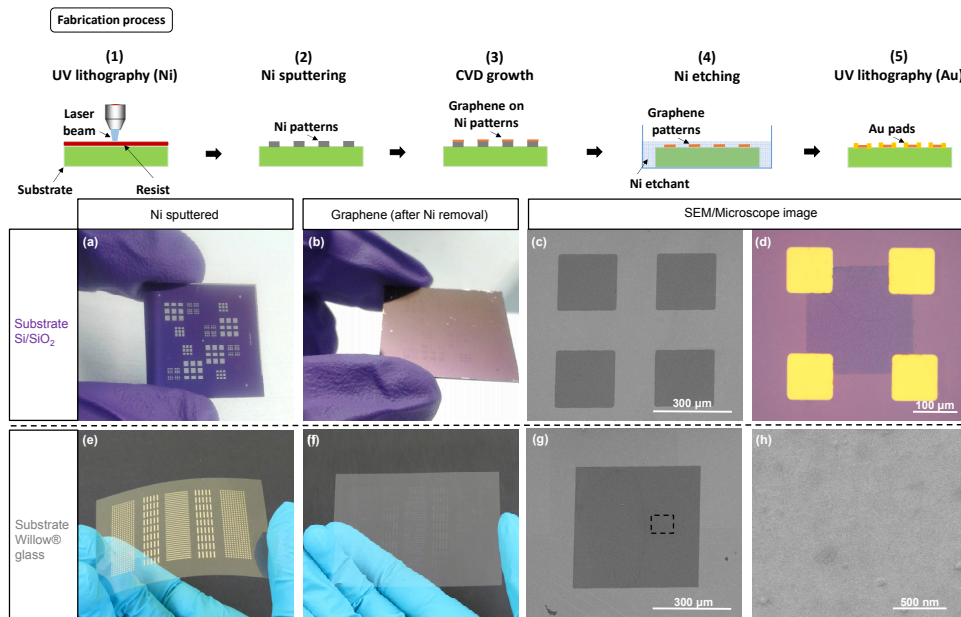 Fabrication process
(1)
UV lithography (Ni)
(2)
Ni sputtering
(3)
CVD growth
(4)
Ni etching
(5)
UV lithography (Au)
Laser
beam
Substrate
Resist
Ni patterns
Graphene on
Ni patterns
Graphene
patterns
Ni etchant
Au pads
Ni sputtered
Graphene (after Ni removal)
SEM/Microscope image
Substrate
Si/SiO₂
(a)
(b)
(c)
300 µm
(d)
100 µm
Substrate
Willow®
glass
(e)
(f)
(g)
300 µm
(h)
500 nm